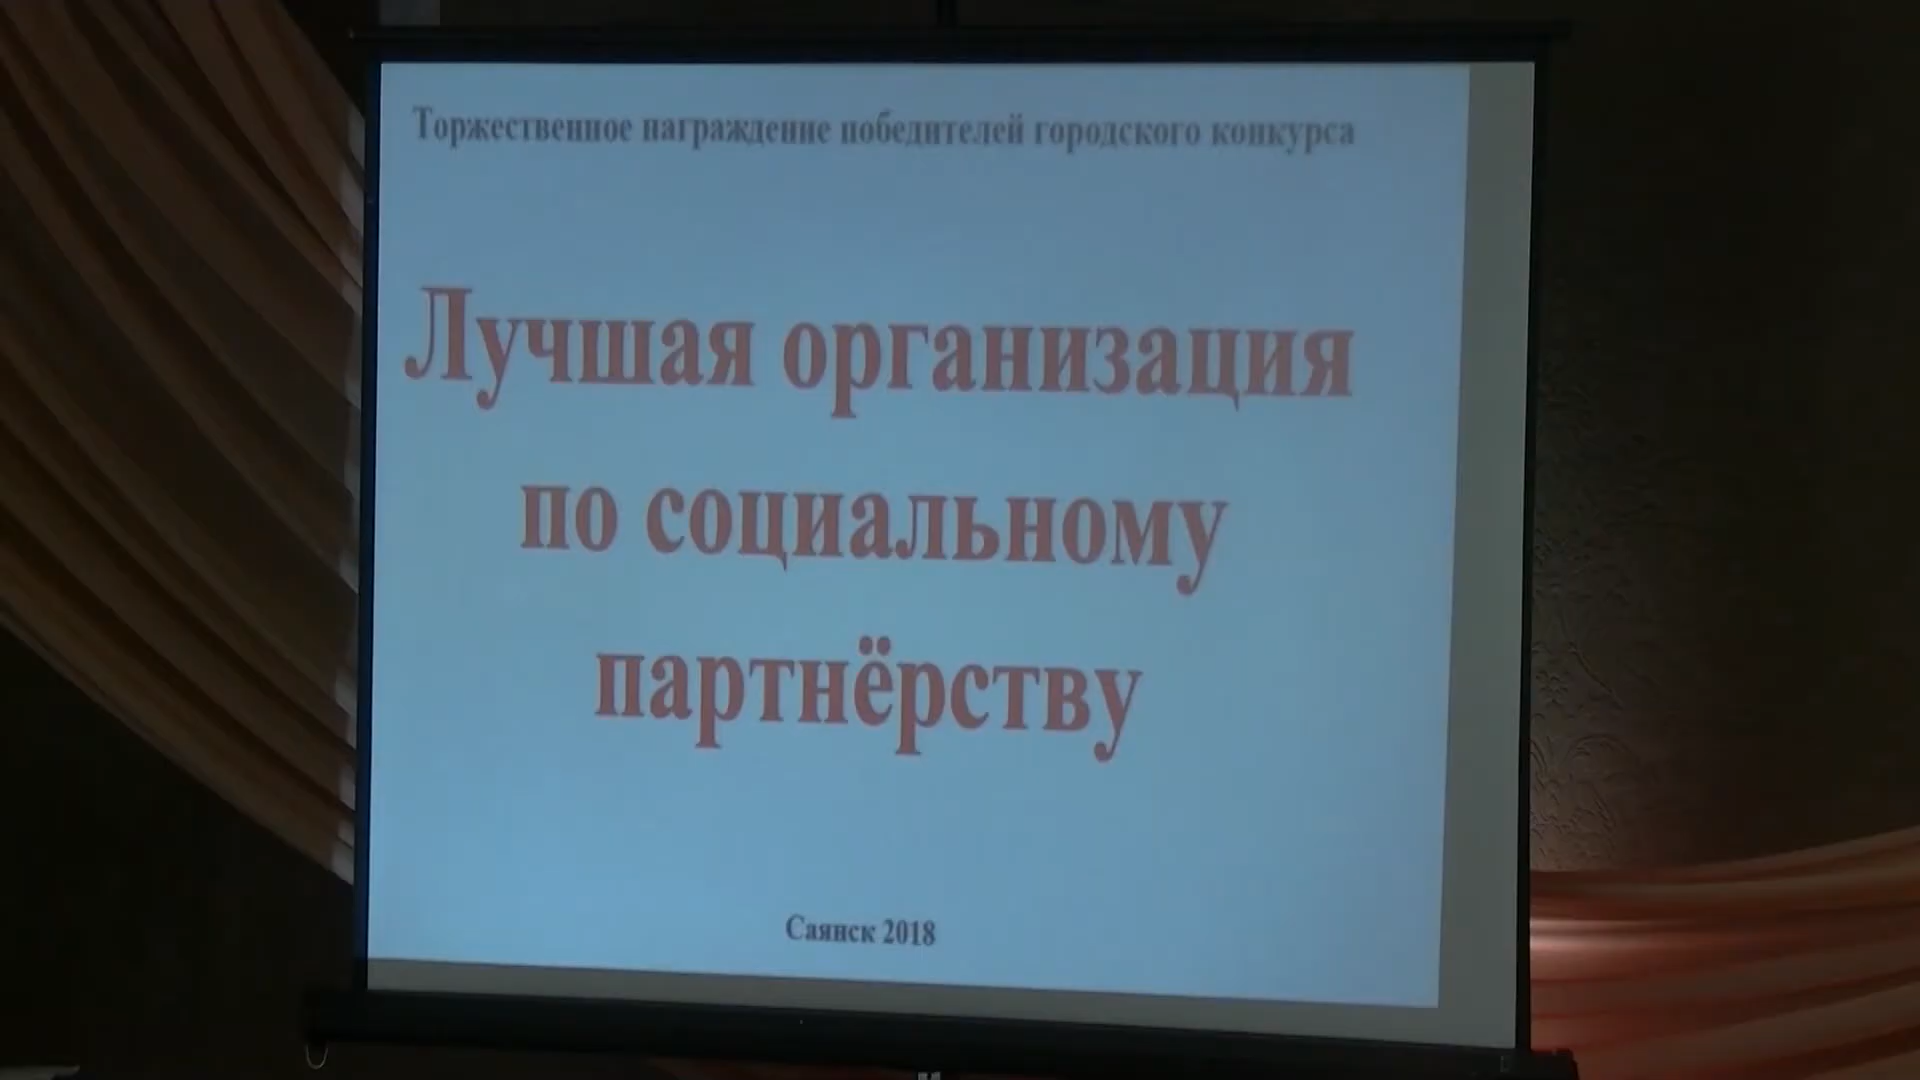 Торжественное награждение победителей городского конкурса
Лучшая организация
по социальному
партнёрству
Саянск 2018